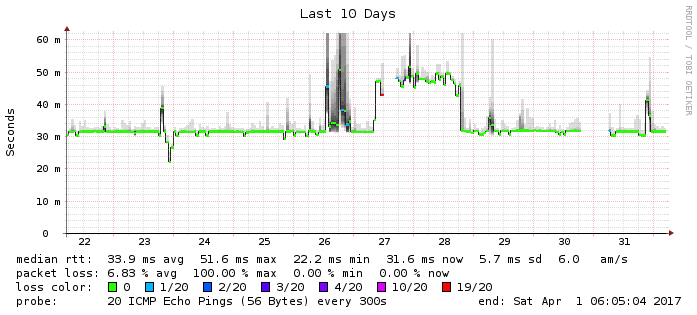 Last 10 Days
RRDTOOL / TOBI OETIKER
Seconds
60 m
50 m
40 m
30 m
20 m
10 m
0
22 23 24 25 26 27 28 29 30 31
median rtt: 33.9 ms avg 51.6 ms max 22.2 ms min 31.6 ms now 5.7 ms sd 6.0 am/s
packet loss: 6.83 % avg 100.00 % max 0.00 % min 0.00 % now
loss color: 0 1/20 2/20 3/20 4/20 10/20 19/20
probe: 20 ICMP Echo Pings (56 Bytes) every 300s end: Sat Apr 1 06:05:04 2017